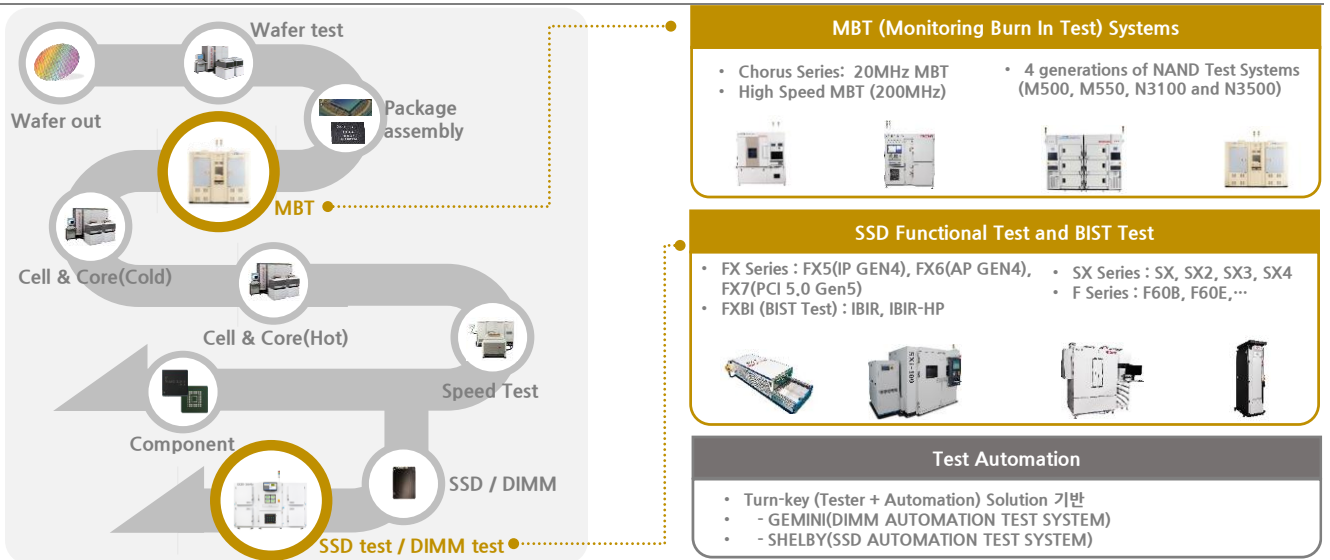 Wafer test
Wafer out
Package
assembly
MBT
Cell & Core(Cold)
Cell & Core(Hot)
Speed Test
Component
SSD / DIMM
SSD test / DIMM test
MBT (Monitoring Burn In Test) Systems
• Chorus Series: 20MHz MBT
• High Speed MBT (200MHz)
• 4 generations of NAND Test Systems
(M500, M550, N3100 and N3500)
SSD Functional Test and BIST Test
• FX Series : FX5(IP GEN4), FX6(AP GEN4),
FX7(PCI 5.0 Gen5)
• FXBI (BIST Test) : IBIR, IBIR-HP
• SX Series : SX, SX2, SX3, SX4
• F Series : F60B, F60E,…
SX1-100
Test Automation
• Turn-key (Tester + Automation) Solution 기반
• - GEMINI(DIMM AUTOMATION TEST SYSTEM)
• - SHELBY(SSD AUTOMATION TEST SYSTEM)